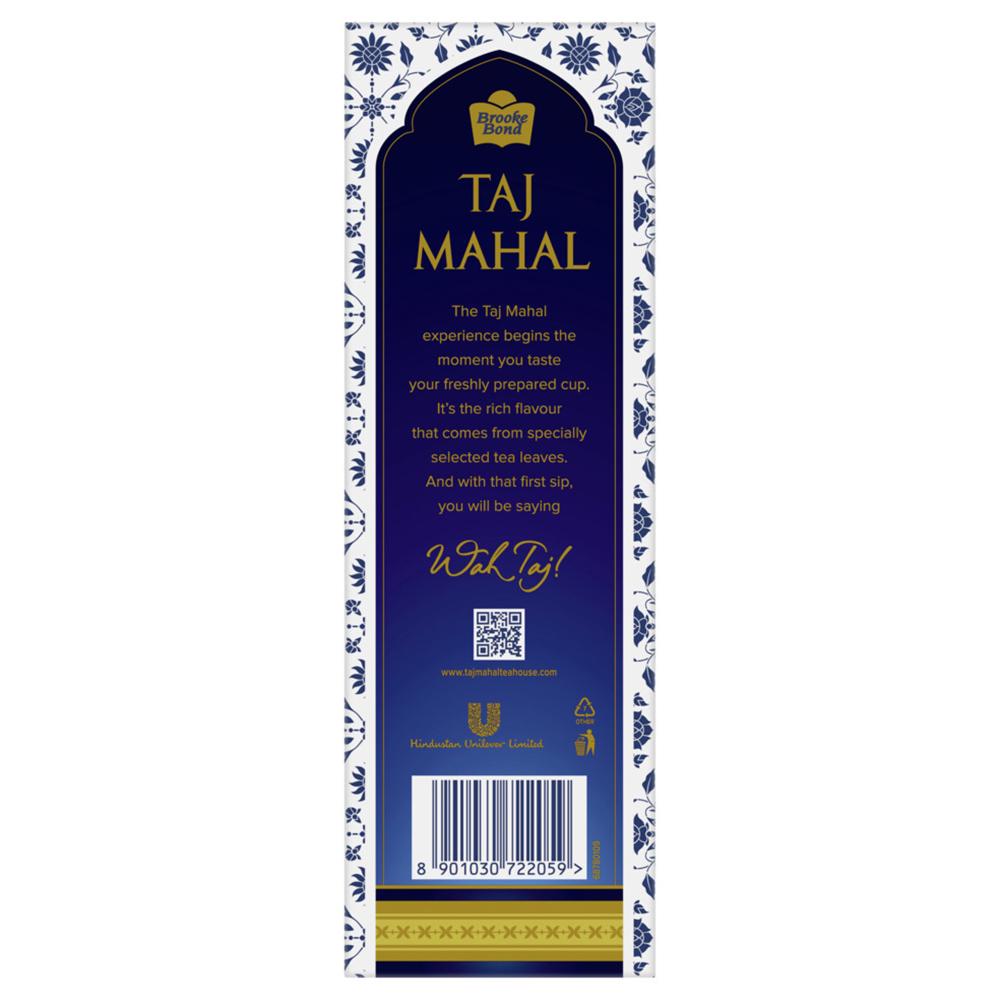 Brooke
Bond
TAJ
MAHAL
The Taj Mahal
experience begins the
moment you taste
your freshly prepared cup.
It's the rich flavour
that comes from specially
selected tea leaves.
And with that first sip,
you will be saying
Wah Taj!
www.tajmahalteahouse.com
Hindustan Unilever Limited
7
OTHER
8 901030 722059 >
68780109